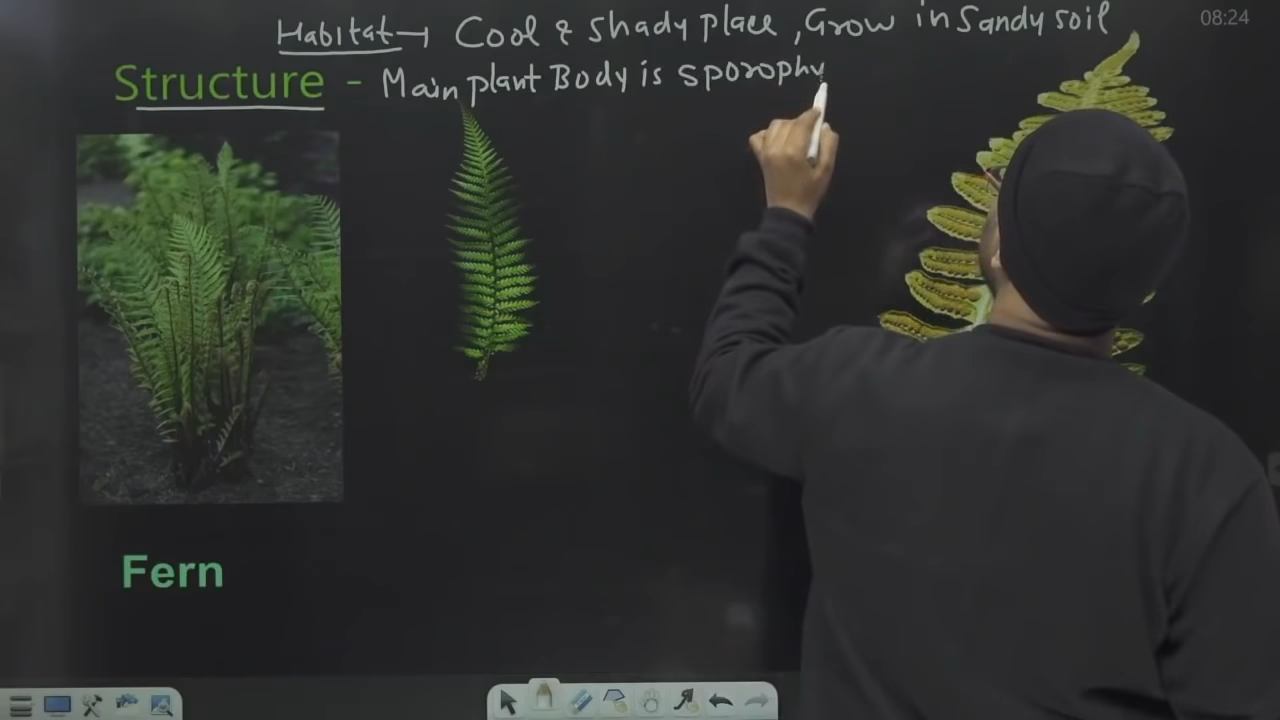 08:24
Habitat → Cool & Shady place, Grow in Sandy soil
Structure - Main plant Body is sporophy
Fern